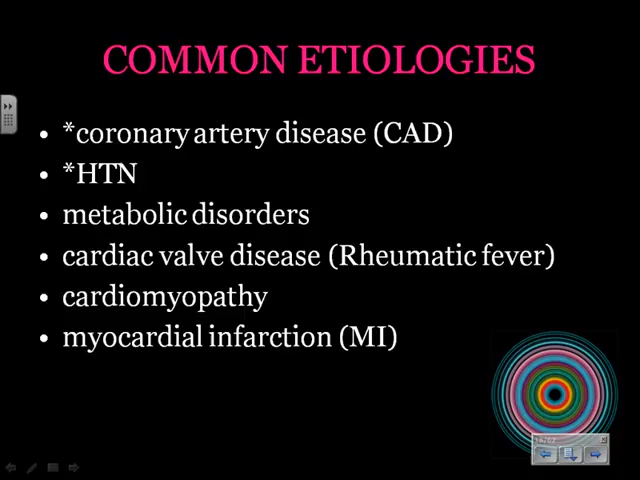 COMMON ETIOLOGIES
• *coronary artery disease (CAD)
• *HTN
• metabolic disorders
• cardiac valve disease (Rheumatic fever)
• cardiomyopathy
• myocardial infarction (MI)